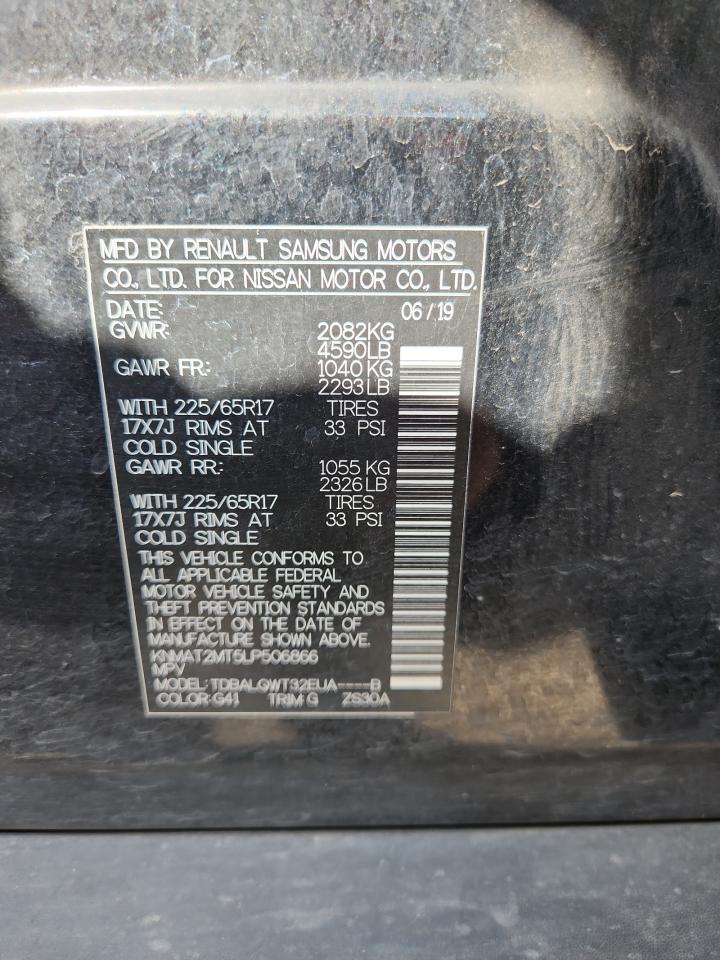 MFD BY RENAULT SAMSUNG MOTORS
CO., LTD. FOR NISSAN MOTOR CO., LTD.
DATE: 06/19
GVWR: 2082KG
4590LB
GAWR FR: 1040 KG
2293LB
WITH 225/65R17 TIRES
17X7J RIMS AT 33 PSI
COLD SINGLE
GAWR RR: 1055 KG
2326LB
WITH 225/65R17 TIRES
17X7J RIMS AT 33 PSI
COLD SINGLE
THIS VEHICLE CONFORMS TO
ALL APPLICABLE FEDERAL
MOTOR VEHICLE SAFETY AND
THEFT PREVENTION STANDARDS
IN EFFECT ON THE DATE OF
MANUFACTURE SHOWN ABOVE.
KNMAT2MT5LP506866
MPV
MODEL: TDBALQWT32EUA----B
COLOR:G41 TRIM:G ZS30A